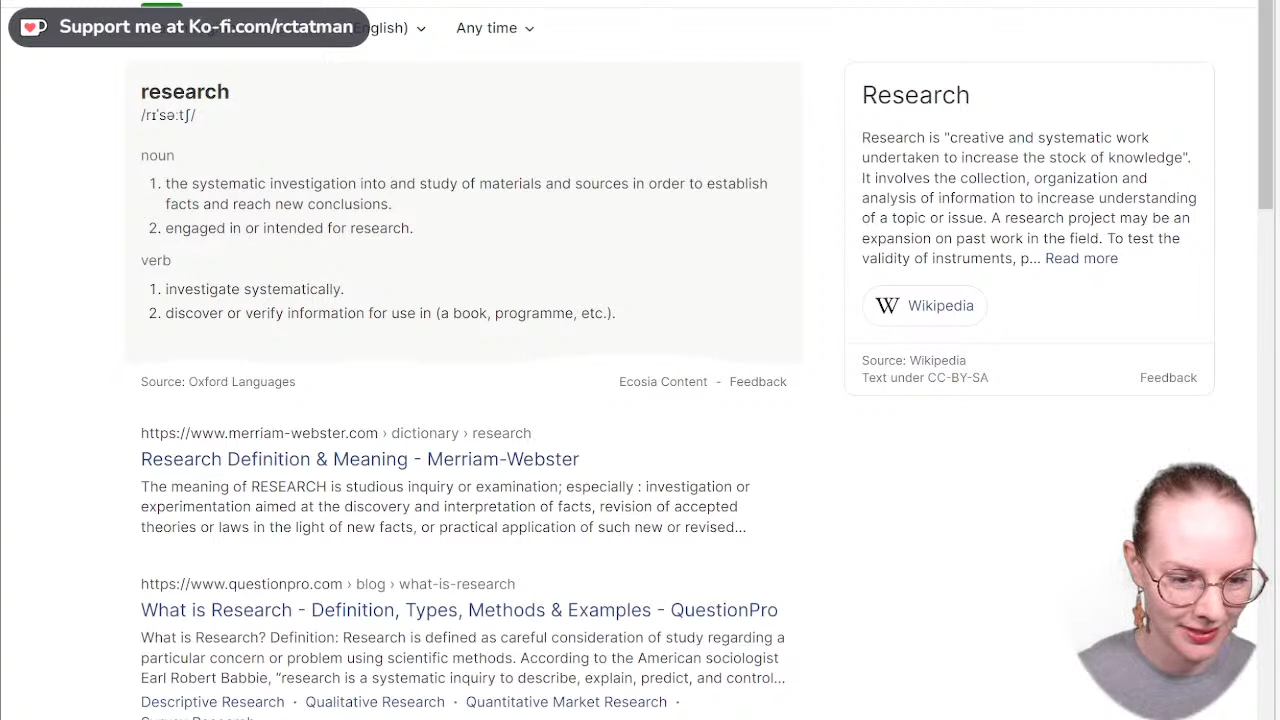 Support me at Ko-fi.com/rctatman
English)
Any time
research
/rɪˈsəːtʃ/
noun
1. the systematic investigation into and study of materials and sources in order to establish
facts and reach new conclusions.
2. engaged in or intended for research.
verb
1. investigate systematically.
2. discover or verify information for use in (a book, programme, etc.).
Source: Oxford Languages
Ecosia Content - Feedback
Research
Research is "creative and systematic work
undertaken to increase the stock of knowledge".
It involves the collection, organization and
analysis of information to increase understanding
of a topic or issue. A research project may be an
expansion on past work in the field. To test the
validity of instruments, p... Read more
W Wikipedia
Source: Wikipedia
Text under CC-BY-SA
Feedback
https://www.merriam-webster.com › dictionary › research
Research Definition & Meaning - Merriam-Webster
The meaning of RESEARCH is studious inquiry or examination; especially : investigation or
experimentation aimed at the discovery and interpretation of facts, revision of accepted
theories or laws in the light of new facts, or practical application of such new or revised...
https://www.questionpro.com › blog › what-is-research
What is Research - Definition, Types, Methods & Examples - QuestionPro
What is Research? Definition: Research is defined as careful consideration of study regarding a
particular concern or problem using scientific methods. According to the American sociologist
Earl Robert Babbie, “research is a systematic inquiry to describe, explain, predict, and control...
Descriptive Research · Qualitative Research · Quantitative Market Research ·